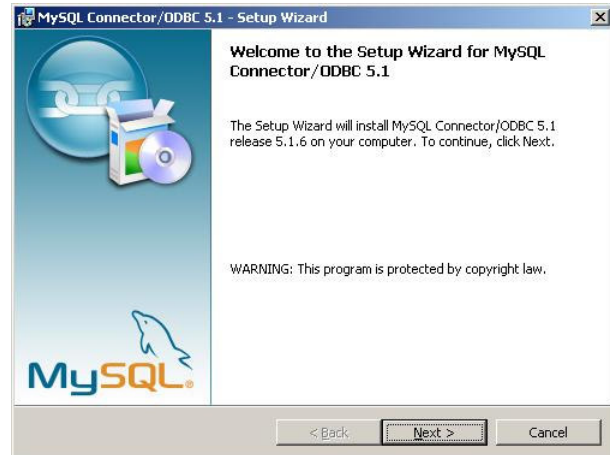 MySQL Connector/ODBC 5.1 - Setup Wizard
Welcome to the Setup Wizard for MySQL
Connector/ODBC 5.1
The Setup Wizard will install MySQL Connector/ODBC 5.1
release 5.1.6 on your computer. To continue, click Next.
WARNING: This program is protected by copyright law.
MySQL®
< Back
Next >
Cancel